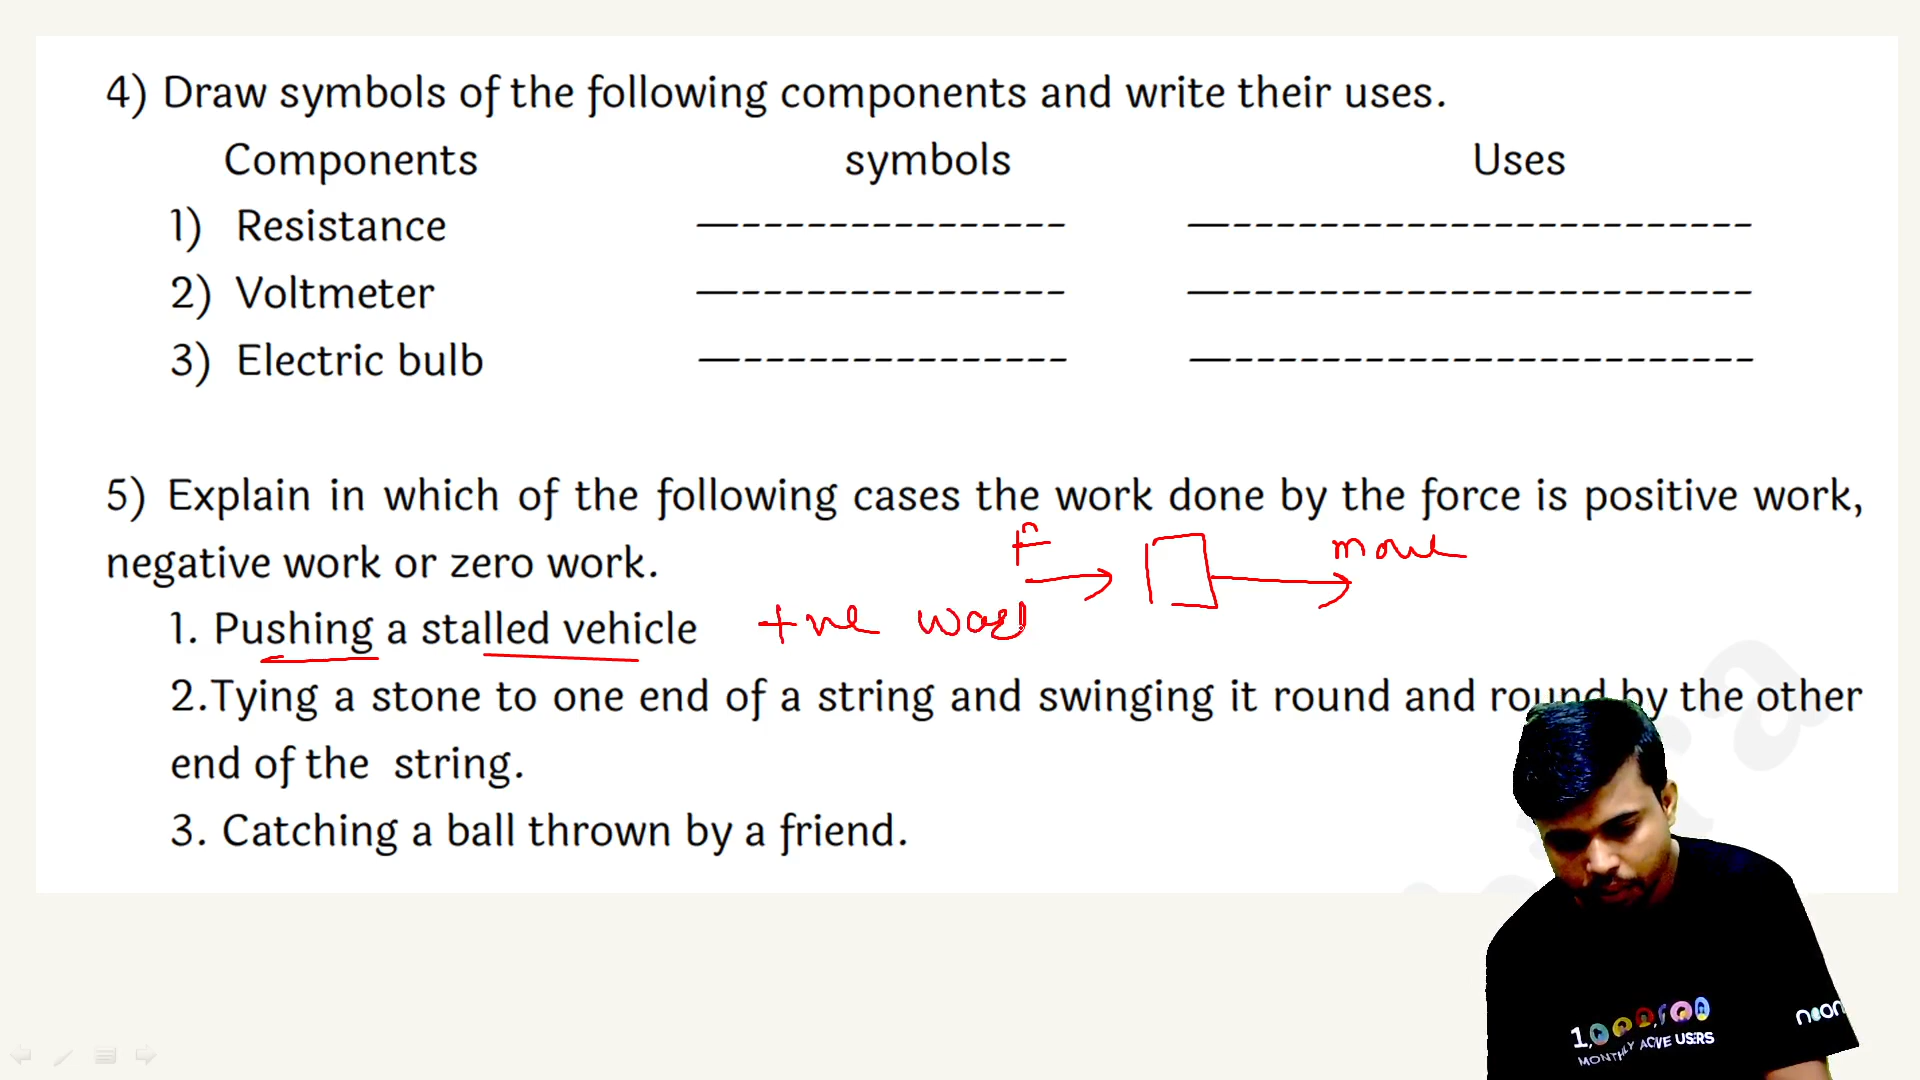 4) Draw symbols of the following components and write their uses.
Components symbols Uses
1) Resistance —---------------- —-------------------------
2) Voltmeter —---------------- —-------------------------
3) Electric bulb —---------------- —-------------------------
5) Explain in which of the following cases the work done by the force is positive work,
negative work or zero work.
F move
1. Pushing a stalled vehicle +ve
2.Tying a stone to one end of a string and swinging it round and round by the other
end of the string.
3. Catching a ball thrown by a friend.
MONTHLY ACTIVE USERS